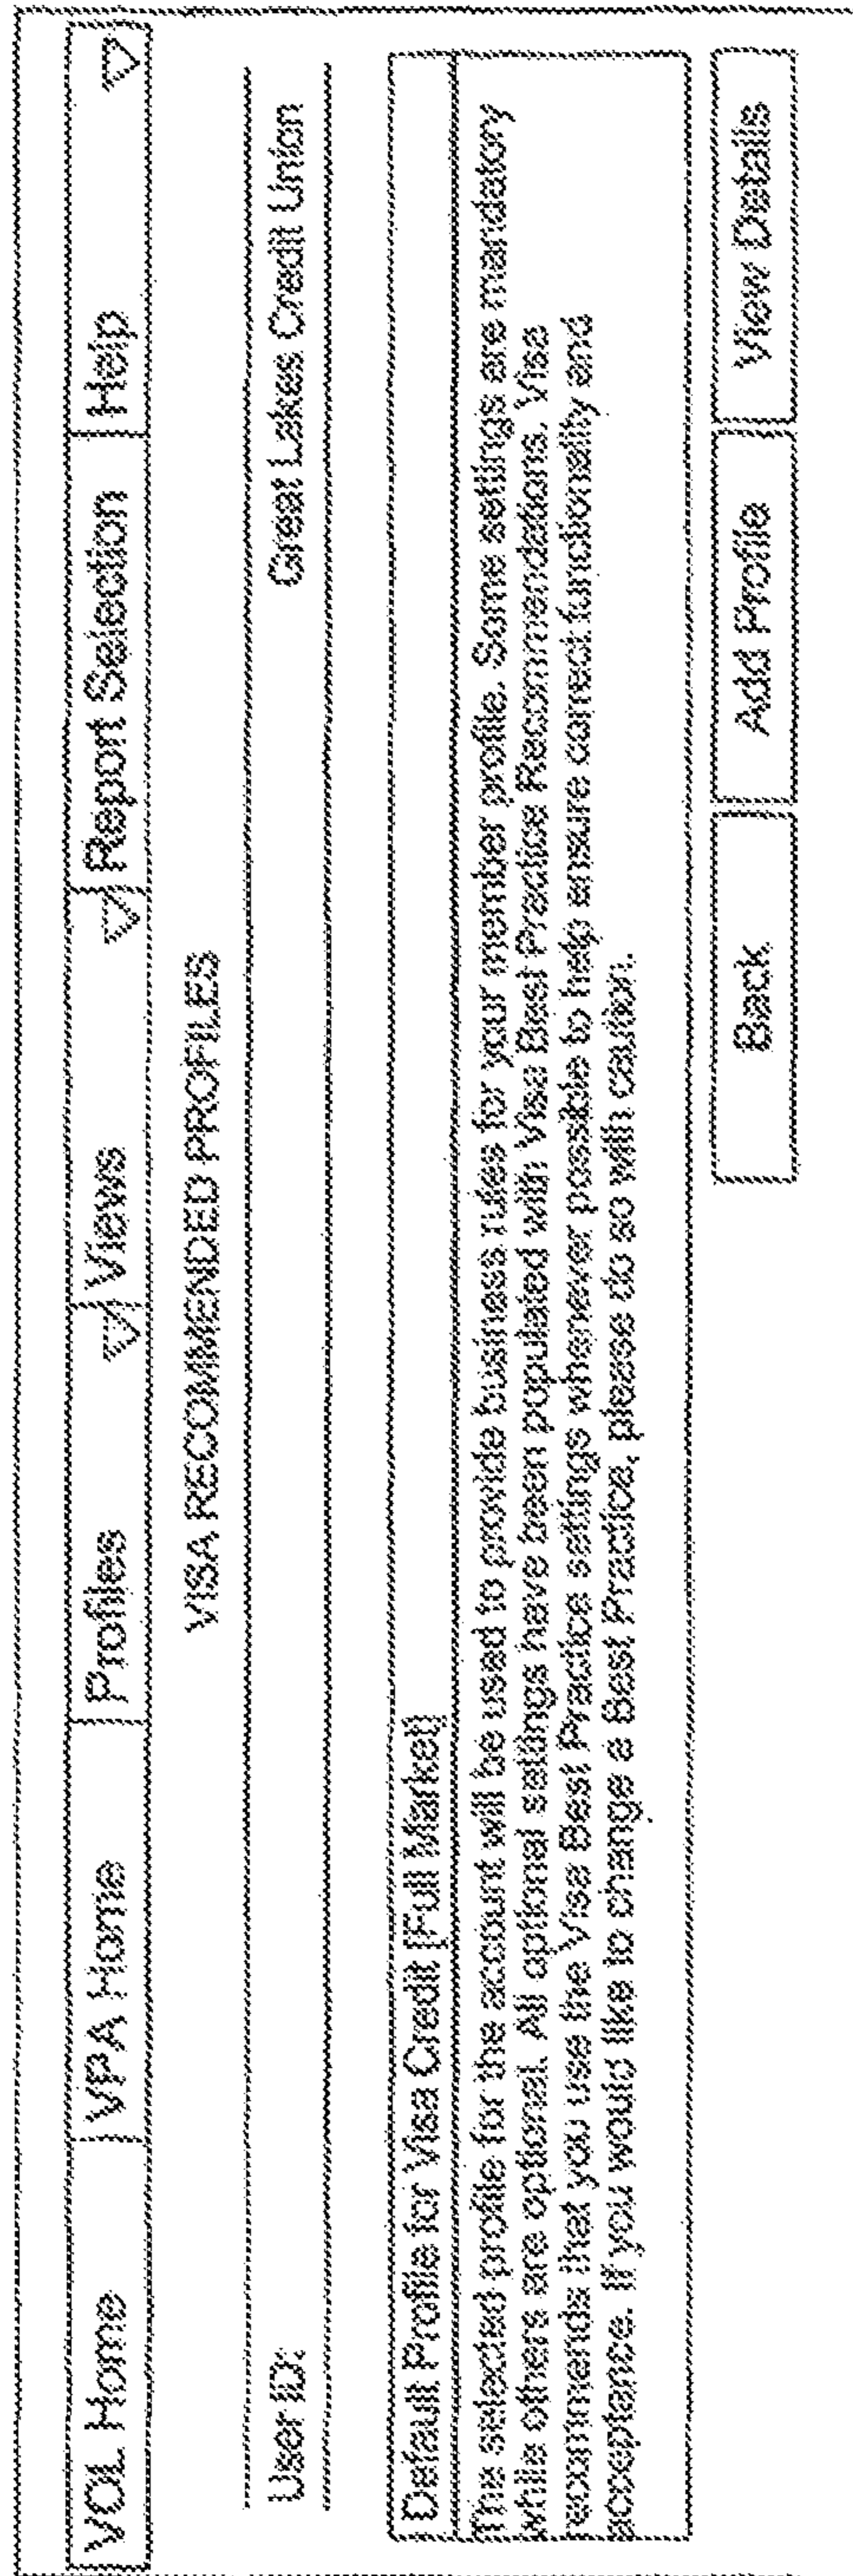 VOL Home VPA Home Profiles Views Report Selection Help
VISA RECOMMENDED PROFILES
User ID: Great Lakes Credit Union
Default Profile for Visa Credit [Full Market]
The selected profile for the account will be used to provide business rules for your member profile. Some settings are mandatory
while others are optional. All optional settings have been populated with Visa Best Practice Recommendations. Visa
recommends that you use the Visa Best Practice settings whenever possible to help ensure correct functionality and
acceptance. If you would like to change a Best Practice, please do so with caution.
Back Add Profile View Details